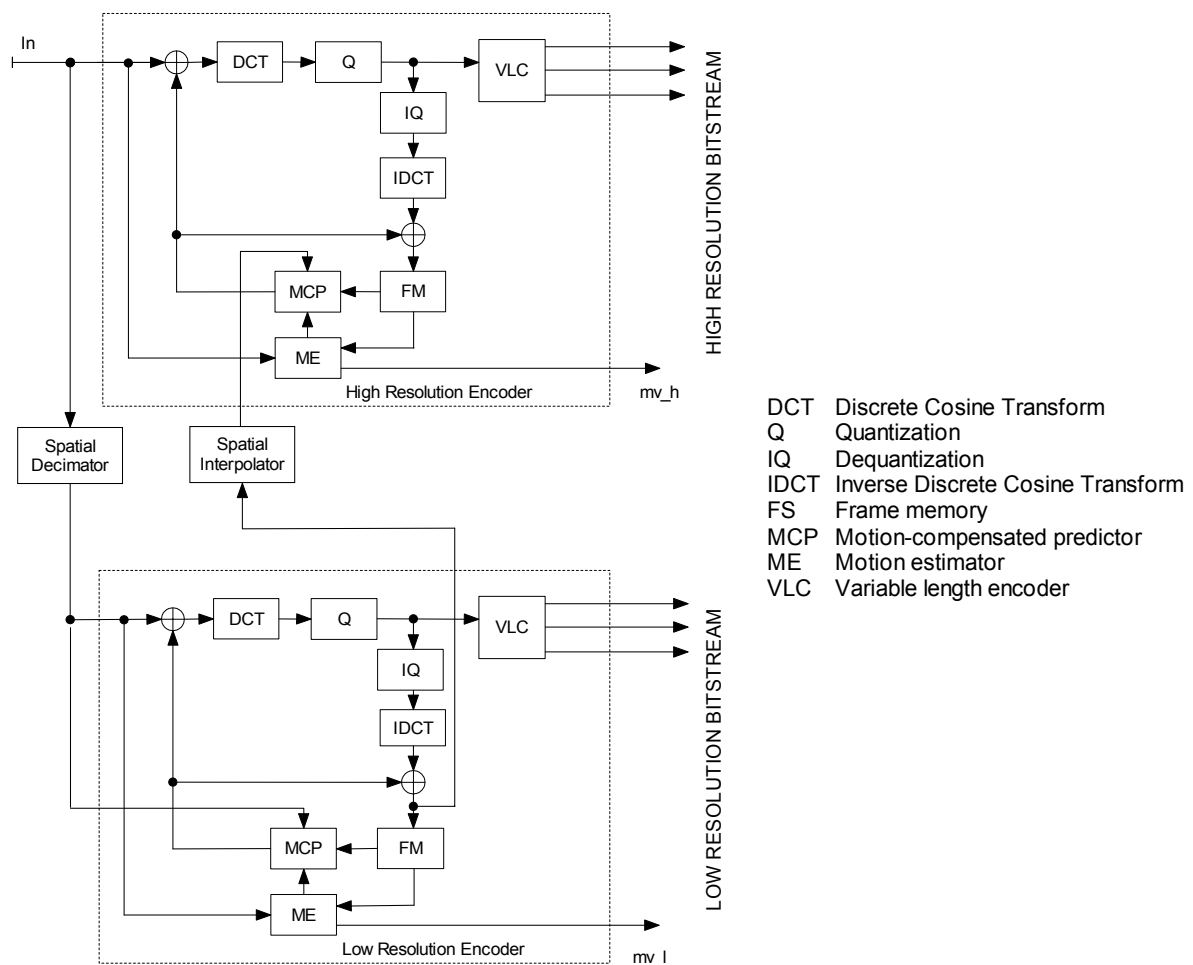 In
DCT
Q
VLC
IQ
IDCT
MCP
FM
ME
High Resolution Encoder
mv_h
HIGH RESOLUTION BITSTREAM
Spatial
Decimator
Spatial
Interpolator
DCT
Q
VLC
IQ
IDCT
MCP
FM
ME
Low Resolution Encoder
mv_l
LOW RESOLUTION BITSTREAM
DCT Discrete Cosine Transform
Q Quantization
IQ Dequantization
IDCT Inverse Discrete Cosine Transform
FS Frame memory
MCP Motion-compensated predictor
ME Motion estimator
VLC Variable length encoder